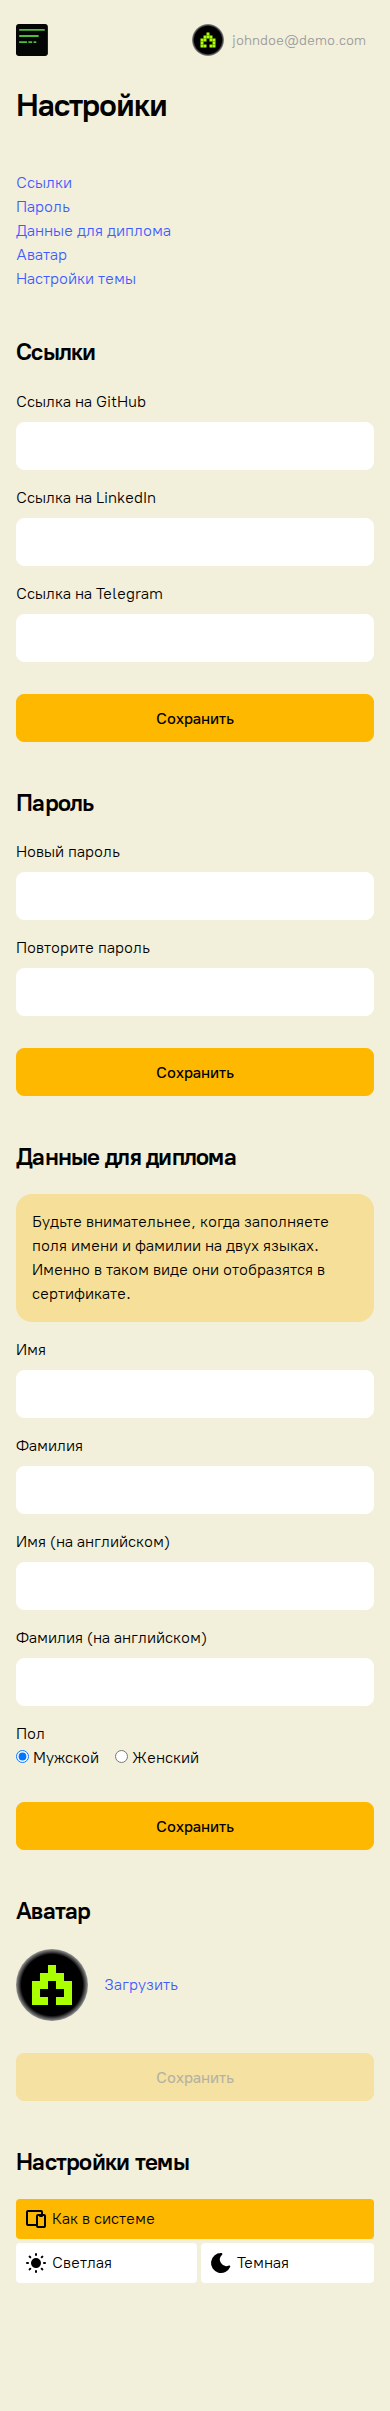 johndoe@demo.com
Настройки
Ссылки
Пароль
Данные для диплома
Аватар
Настройки темы
Ссылки
Ссылка на GitHub
Ссылка на LinkedIn
Ссылка на Telegram
Сохранить
Пароль
Новый пароль
Повторите пароль
Сохранить
Данные для диплома
Будьте внимательнее, когда заполняете
поля имени и фамилии на двух языках.
Именно в таком виде они отобразятся в
сертификате.
Имя
Фамилия
Имя (на английском)
Фамилия (на английском)
Пол
Мужской Женский
Сохранить
Аватар
Загрузить
Сохранить
Настройки темы
Как в системе
Светлая Темная